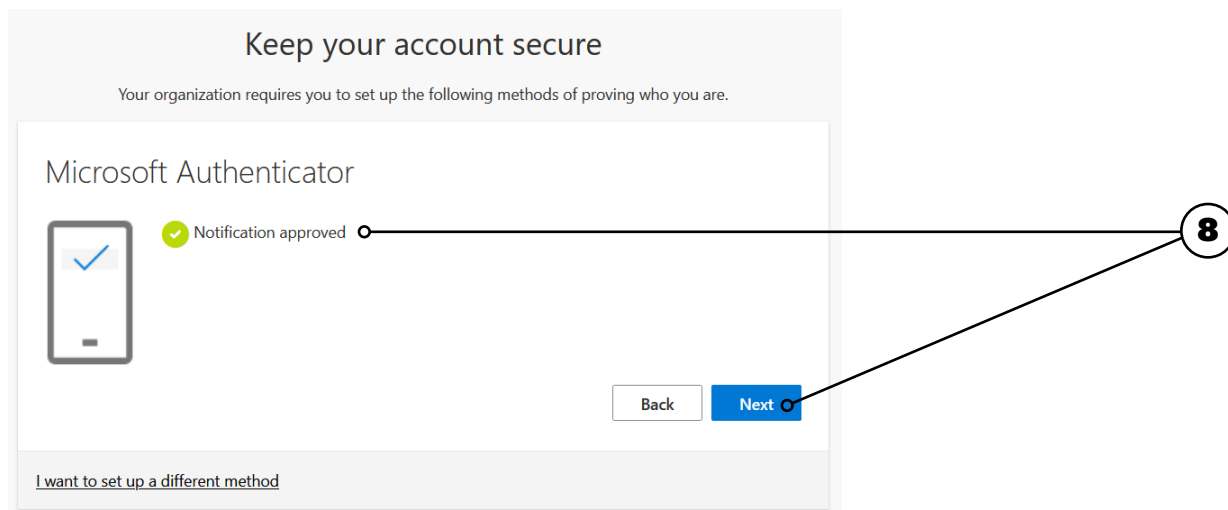 Keep your account secure
Your organization requires you to set up the following methods of proving who you are.
Microsoft Authenticator
Notification approved
8
Back
Next
I want to set up a different method